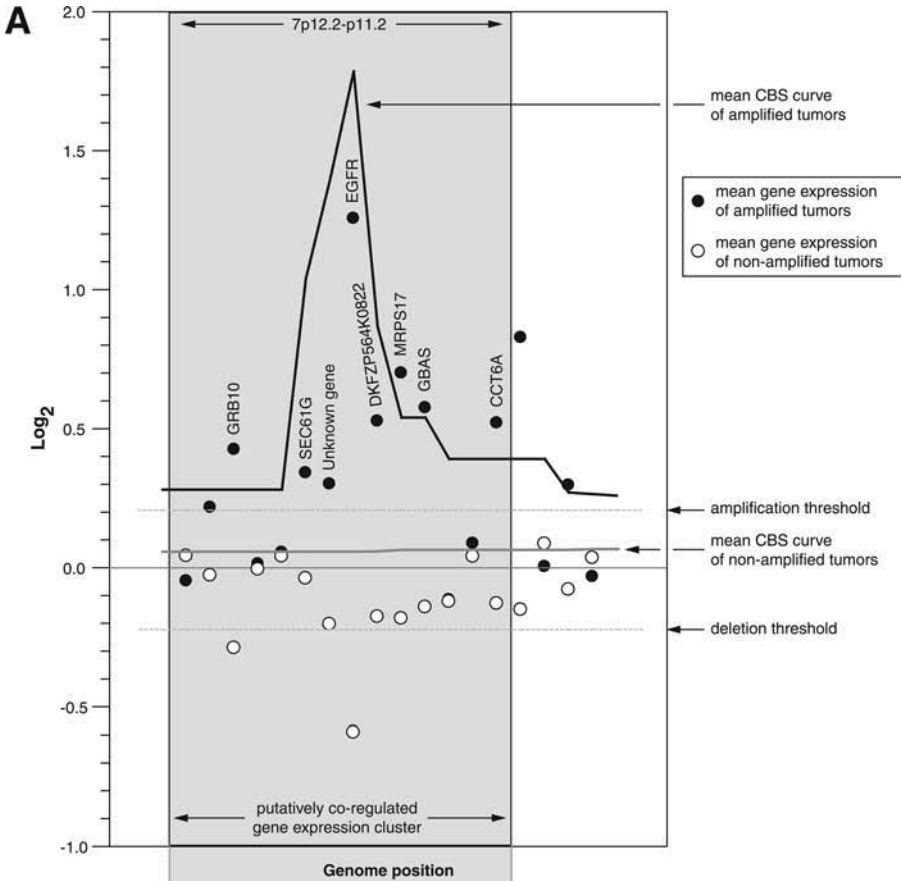 A
2.0
7p12.2-p11.2
mean CBS curve
of amplified tumors
1.5
EGFR
mean gene expression
of amplified tumors
mean gene expression
of non-amplified tumors
1.0
DKFZP564K0822
MRPS17
GBAS
CCT6A
GRB10
SEC61G
Unknown gene
Log2
0.5
amplification threshold
mean CBS curve
of non-amplified tumors
0.0
deletion threshold
-0.5
putatively co-regulated
gene expression cluster
-1.0
Genome position